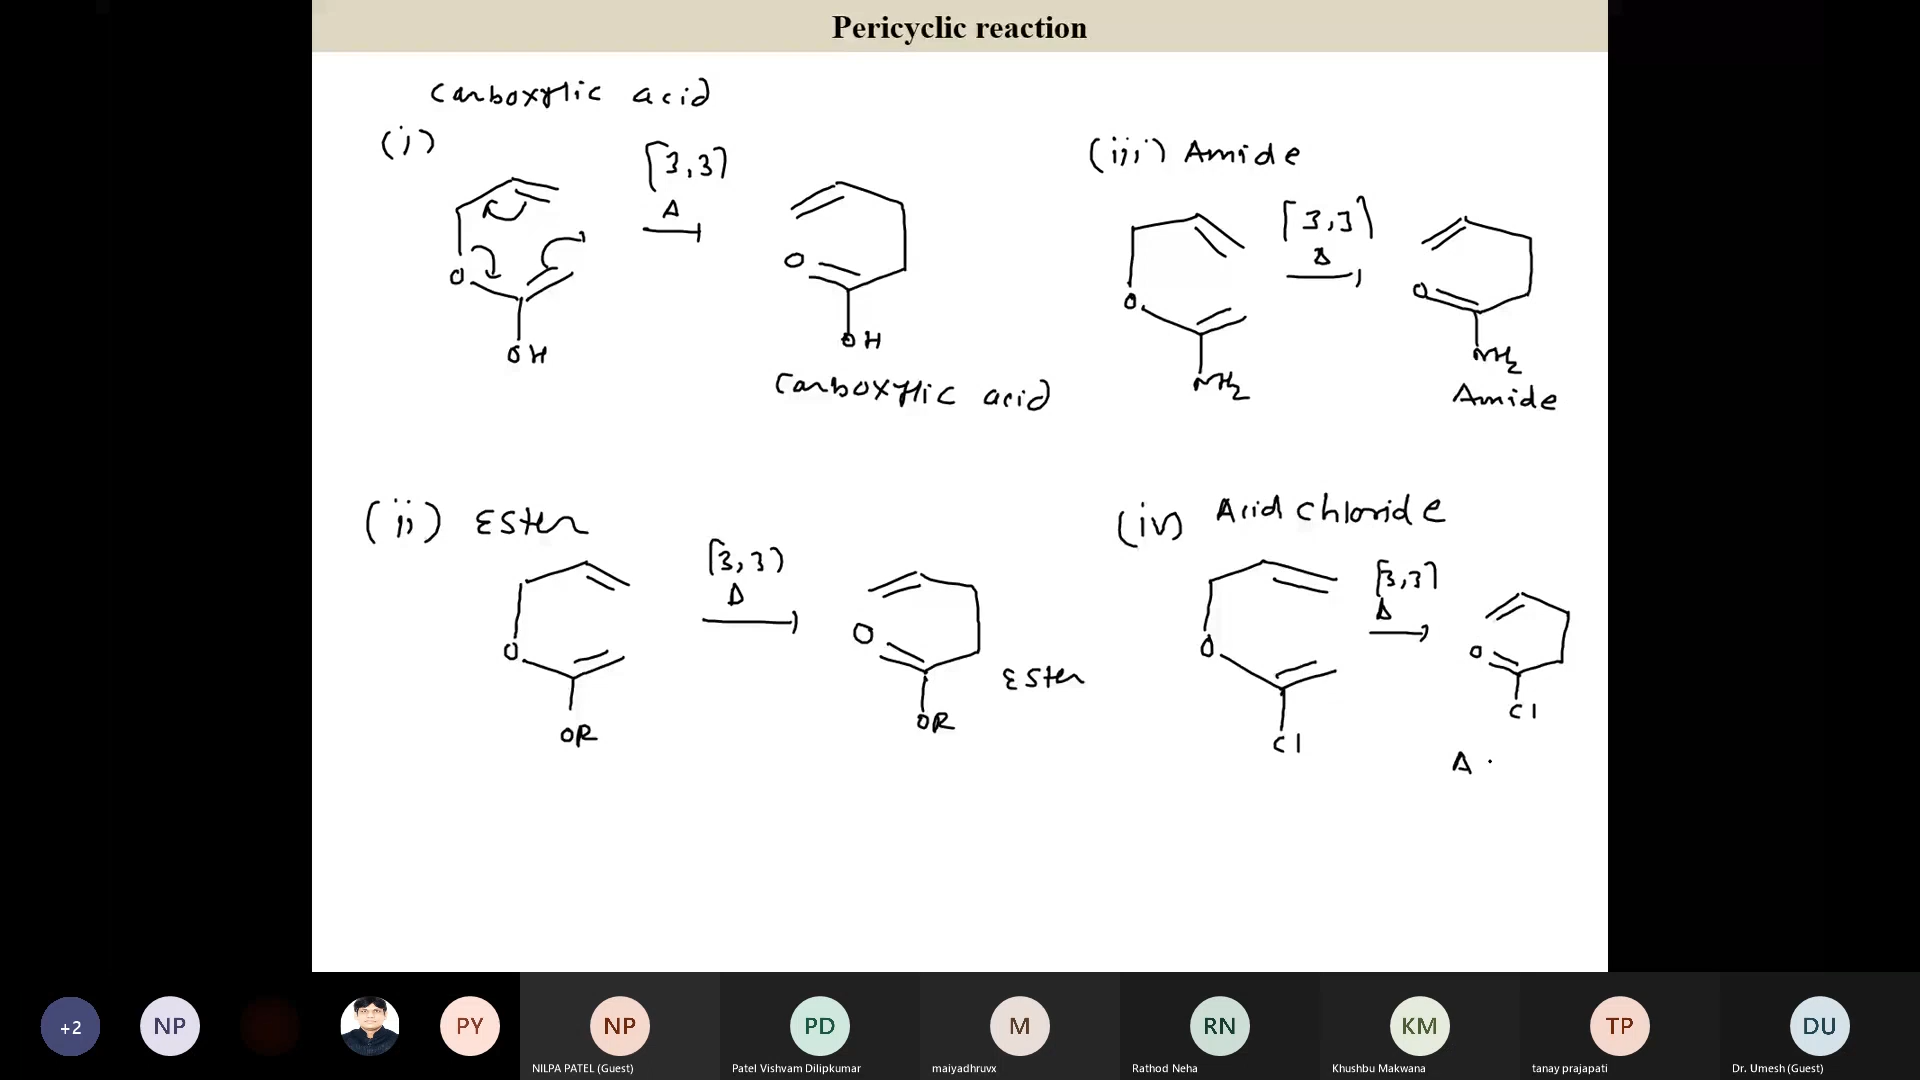 Pericyclic reaction
Carboxylic acid
(i)
[3,3]
Δ
O
OH
O
OH
Carboxylic acid
(iii) Amide
[3,3]
Δ
O
NH2
O
NH2
Amide
(ii) Ester
[3,3)
Δ
O
OR
O
OR
Ester
(iv) Acid chloride
[3,3]
Δ
O
Cl
O
Cl
A
+2
NP
PY
NP
PD
M
RN
KM
TP
DU
NILPA PATEL (Guest)
Patel Vishvam Dilipkumar
maiyadhruvx
Rathod Neha
Khushbu Makwana
tanay prajapati
Dr. Umesh (Guest)